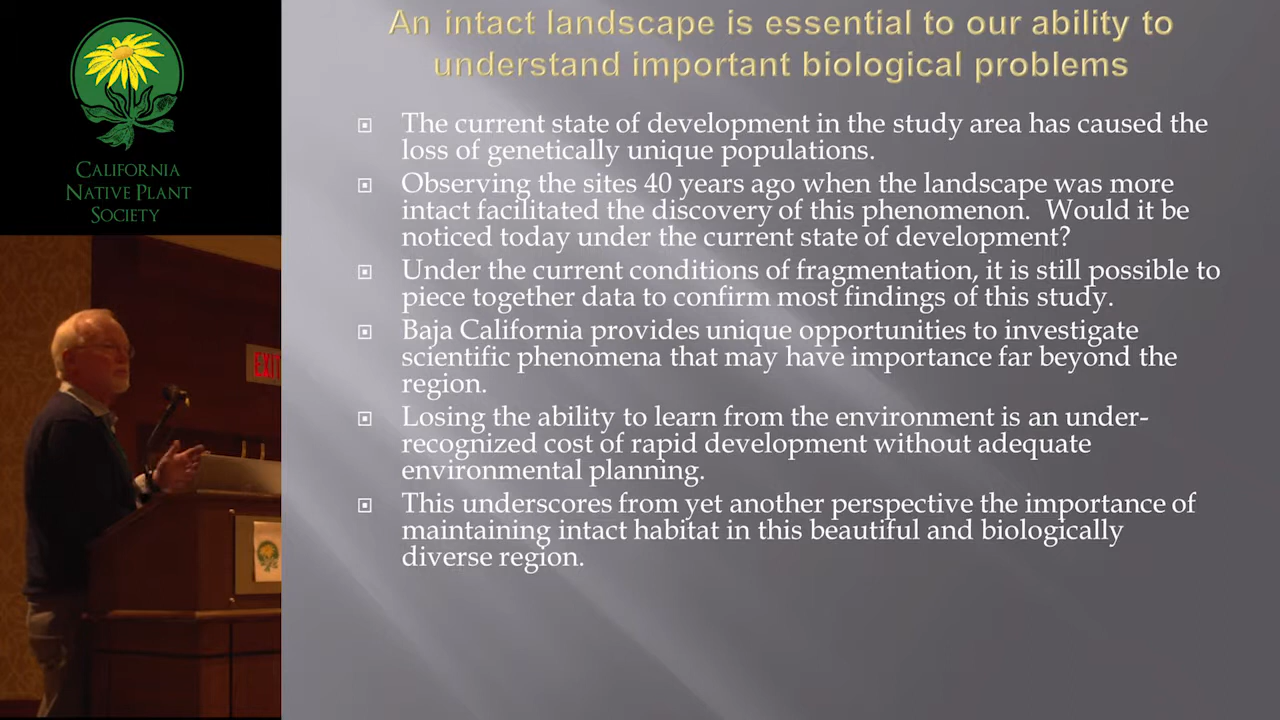 An intact landscape is essential to our ability to
understand important biological problems
CALIFORNIA
NATIVE PLANT
SOCIETY
The current state of development in the study area has caused the
loss of genetically unique populations.
Observing the sites 40 years ago when the landscape was more
intact facilitated the discovery of this phenomenon. Would it be
noticed today under the current state of development?
Under the current conditions of fragmentation, it is still possible to
piece together data to confirm most findings of this study.
Baja California provides unique opportunities to investigate
scientific phenomena that may have importance far beyond the
region.
Losing the ability to learn from the environment is an under-
recognized cost of rapid development without adequate
environmental planning.
This underscores from yet another perspective the importance of
maintaining intact habitat in this beautiful and biologically
diverse region.
EXIT